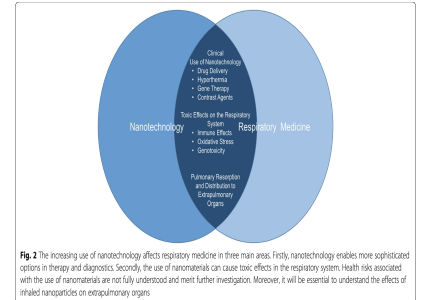 Clinical
Use of Nanotechnology
• Drug Delivery
• Hyperthermia
• Gene Therapy
• Contrast Agents
Toxic Effects on the Respiratory
System
• Immune Effects
• Oxidative Stress
• Genotoxicity
Nanotechnology
Respiratory Medicine
Pulmonary Resorption
and Distribution to
Extrapulmonary
Organs
Fig. 2 The increasing use of nanotechnology affects respiratory medicine in three main areas. Firstly, nanotechnology enables more sophisticated
options in therapy and diagnostics. Secondly, the use of nanomaterials can cause toxic effects in the respiratory system. Health risks associated
with the use of nanomaterials are not fully understood and merit further investigation. Moreover, it will be essential to understand the effects of
inhaled nanoparticles on extrapulmonary organs